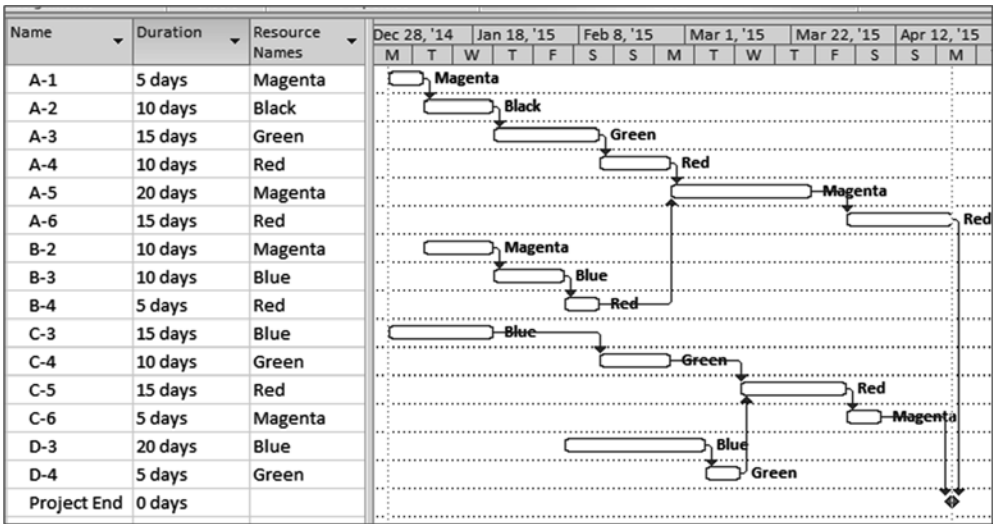 Name Duration Resource Names Dec 28, '14 Jan 18, '15 Feb 8, '15 Mar 1, '15 Mar 22, '15 Apr 12, '15
M T W T F S S M T W T F S S M
A-1 5 days Magenta Magenta
A-2 10 days Black Black
A-3 15 days Green Green
A-4 10 days Red Red
A-5 20 days Magenta Magenta
A-6 15 days Red Red
B-2 10 days Magenta Magenta
B-3 10 days Blue Blue
B-4 5 days Red Red
C-3 15 days Blue Blue
C-4 10 days Green Green
C-5 15 days Red Red
C-6 5 days Magenta Magenta
D-3 20 days Blue Blue
D-4 5 days Green Green
Project End 0 days